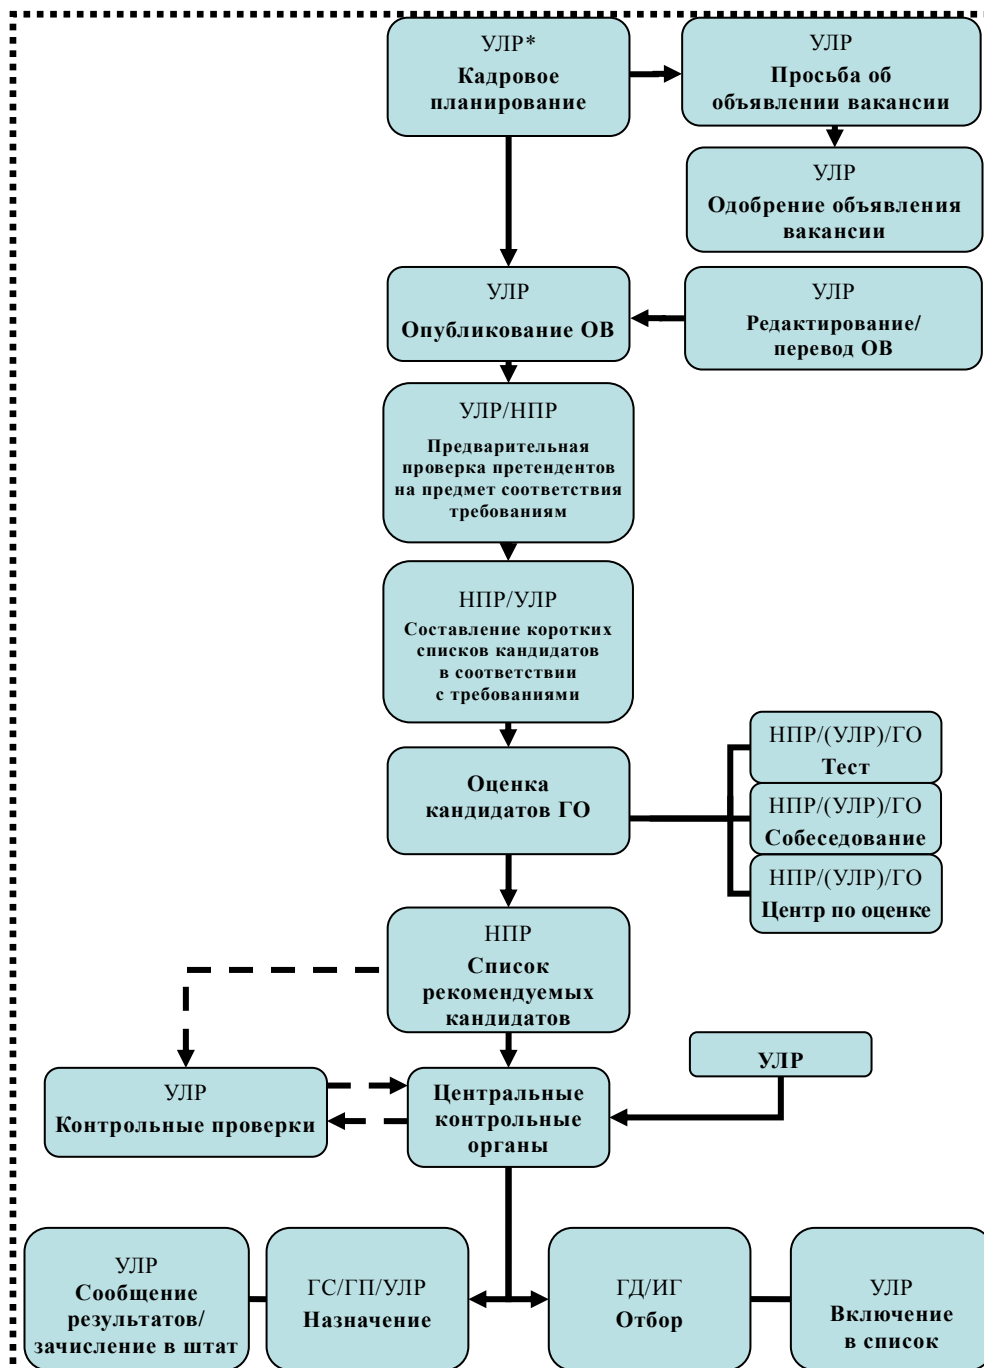 УЛР*
Кадровое
планирование
УЛР
Просьба об
объявлении вакансии
УЛР
Одобрение объявления
вакансии
УЛР
Опубликование ОВ
УЛР
Редактирование/
перевод ОВ
УЛР/НПР
Предварительная
проверка претендентов
на предмет соответствия
требованиям
НПР/УЛР
Составление коротких
списков кандидатов
в соответствии
с требованиями
Оценка
кандидатов ГО
НПР/(УЛР)/ГО
Тест
НПР/(УЛР)/ГО
Собеседование
НПР/(УЛР)/ГО
Центр по оценке
НПР
Список
рекомендуемых
кандидатов
УЛР
УЛР
Контрольные проверки
Центральные
контрольные
органы
УЛР
Сообщение
результатов/
зачисление в штат
ГС/ГП/УЛР
Назначение
ГД/ИГ
Отбор
УЛР
Включение
в список